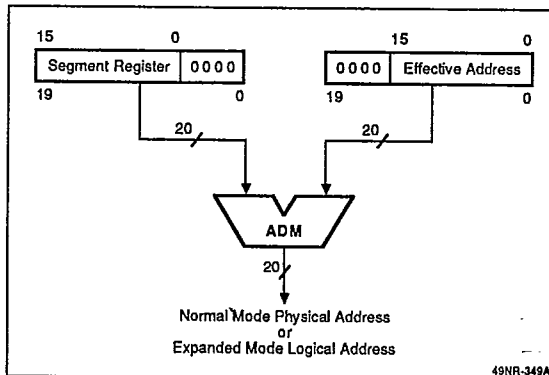 15 0 15 0
Segment Register 0000 0000 Effective Address
19 0 19 0
20 20
ADM
20
Normal Mode Physical Address
or
Expanded Mode Logical Address
49NR-349A